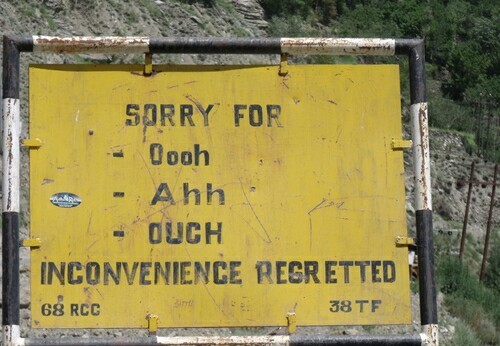 SORRY FOR
- Oooh
- Ahh
- OUCH
INCONVENIENCE REGRETTED
68 RCC 38 TF